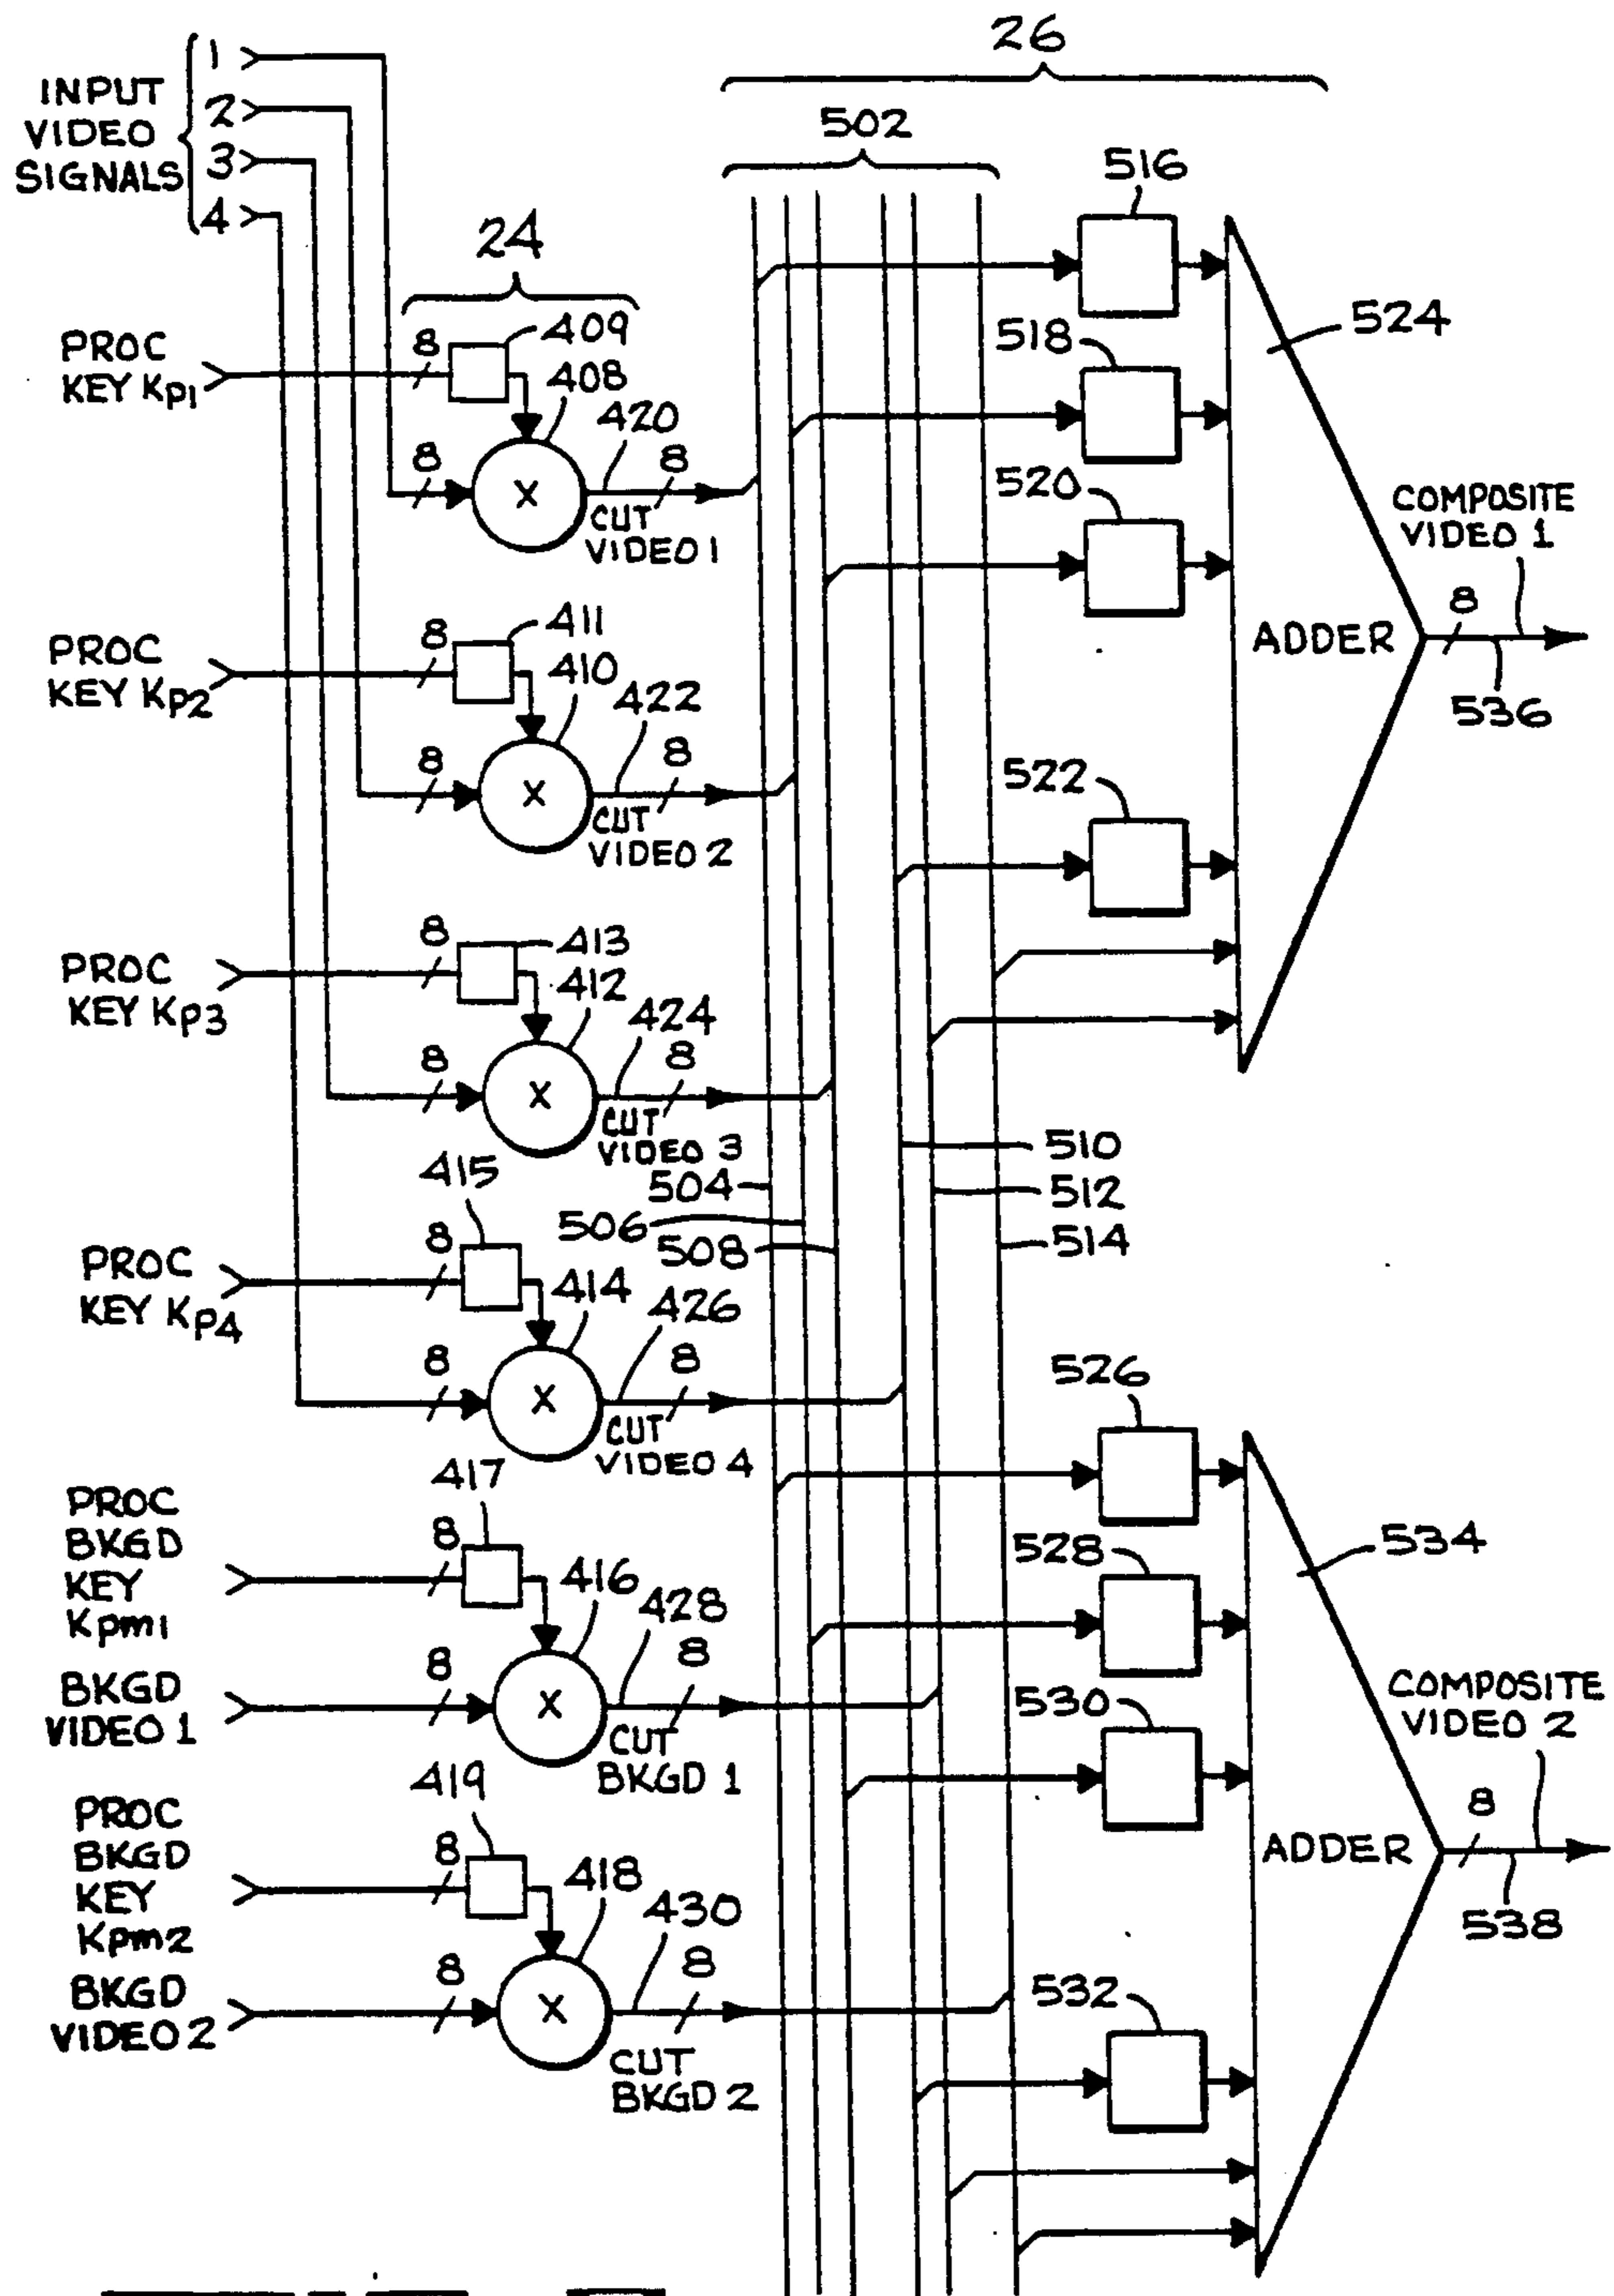 26
502
INPUT
VIDEO
SIGNALS
1
2
3
4
24
516
518
520
522
524
PROC
KEY Kp1
8
409
408
8
420
8
CUT
VIDEO 1
ADDER
COMPOSITE
VIDEO 1
8
536
PROC
KEY Kp2
8
411
410
8
422
8
CUT
VIDEO 2
PROC
KEY Kp3
8
413
412
8
424
8
CUT
VIDEO 3
504
506
508
510
512
514
PROC
KEY Kp4
415
8
414
8
426
8
CUT
VIDEO 4
526
528
530
532
534
PROC
BKGD
KEY
Kpm1
417
8
416
BKGD
VIDEO 1
8
428
8
CUT
BKGD 1
ADDER
COMPOSITE
VIDEO 2
8
538
PROC
BKGD
KEY
Kpm2
419
8
418
BKGD
VIDEO 2
8
430
8
CUT
BKGD 2
X
X
X
X
X
X